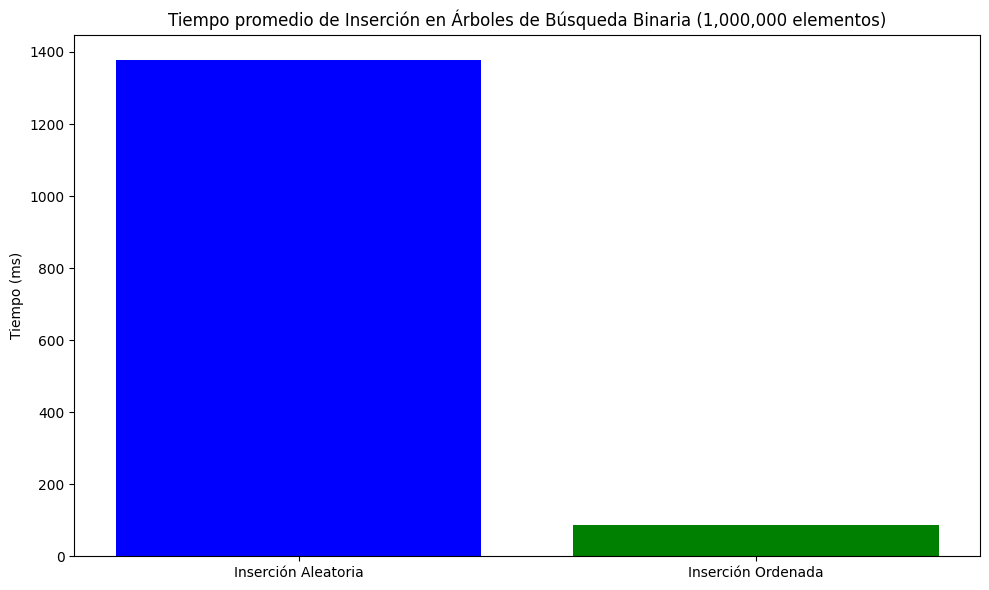 Tiempo promedio de Inserción en Árboles de Búsqueda Binaria (1,000,000 elementos)
1400
1200
1000
800
600
400
200
0
Tiempo (ms)
Inserción Aleatoria
Inserción Ordenada